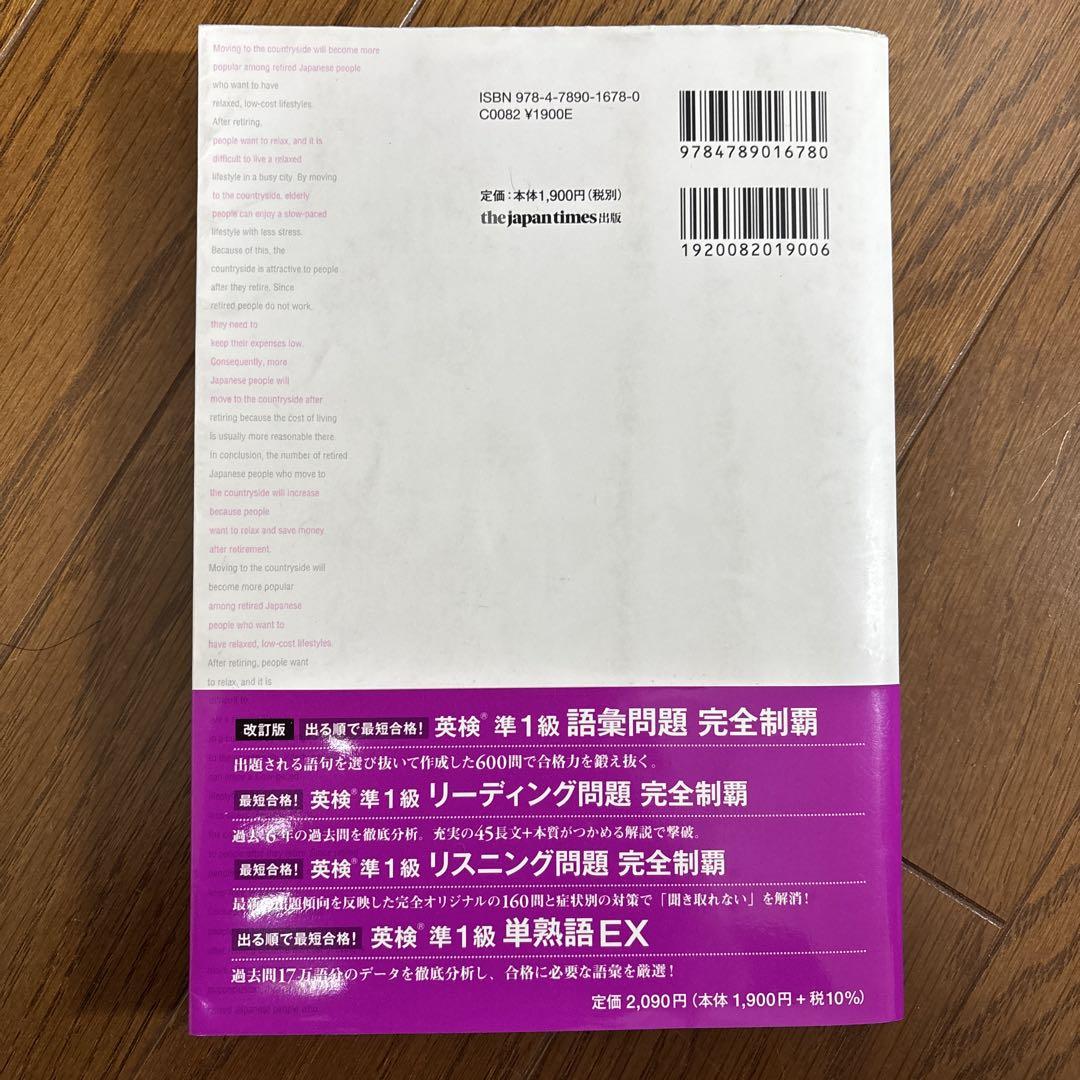 Moving to the countryside will become more
popular among retired Japanese people
who want to have
relaxed, low-cost lifestyles.
After retiring,
people want to relax, and it is
difficult to live a relaxed
lifestyle in a busy city. By moving
to the countryside, elderly
people can enjoy a slow-paced
lifestyle with less stress.
Because of this, the
countryside is attractive to people
after they retire. Since
retired people do not work,
they need to
keep their expenses low.
Consequently, more
Japanese people will
move to the countryside after
retiring because the cost of living
is usually more reasonable there.
In conclusion, the number of retired
Japanese people who move to
the countryside will increase
because people
want to relax and save money
after retirement.
Moving to the countryside will
become more popular
among retired Japanese
people who want to
have relaxed, low-cost lifestyles.
After retiring, people want
to relax, and it is
ISBN 978-4-7890-1678-0
C0082 ¥1900E
9784789016780
定価:本体1,900円(税別)
the japan times 出版
1920082019006
改訂版 出る順で最短合格! 英検® 準1級 語彙問題 完全制覇
出題される語句を選び抜いて作成した600問で合格力を鍛え抜く。
最短合格! 英検® 準1級 リーディング問題 完全制覇
過去6年の過去問を徹底分析。充実の45長文+本質がつかめる解説で撃破。
最短合格! 英検® 準1級 リスニング問題 完全制覇
最新 出題傾向を反映した完全オリジナルの160問と症状別の対策で「聞き取れない」を解消!
出る順で最短合格! 英検® 準1級 単熟語EX
過去問17万語分のデータを徹底分析し、合格に必要な語彙を厳選!
定価 2,090円(本体 1,900円+税10%)